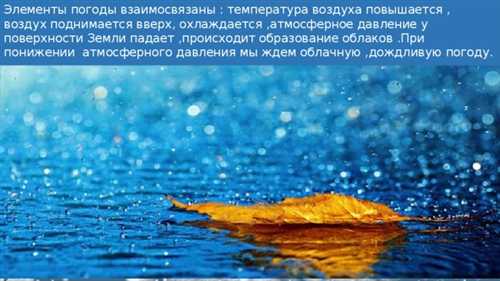 Элементы погоды взаимосвязаны : температура воздуха повышается ,
воздух поднимается вверх, охлаждается ,атмосферное давление у
поверхности Земли падает ,происходит образование облаков .При
понижении  атмосферного давления мы ждем облачную ,дождливую погоду.